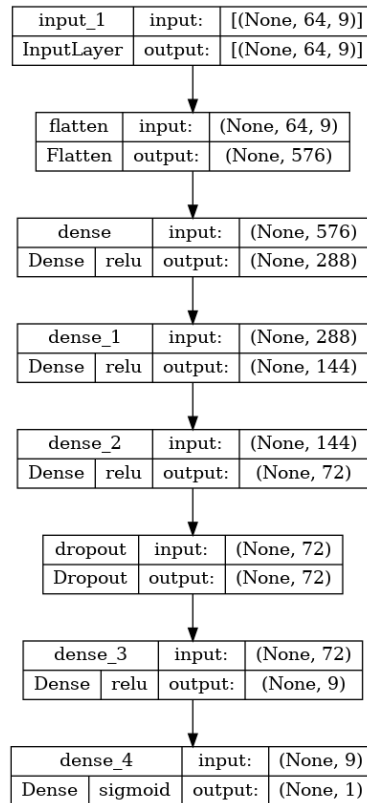 input_1 input: [(None, 64, 9)]
InputLayer output: [(None, 64, 9)]
flatten input: (None, 64, 9)
Flatten output: (None, 576)
dense input: (None, 576)
Dense relu output: (None, 288)
dense_1 input: (None, 288)
Dense relu output: (None, 144)
dense_2 input: (None, 144)
Dense relu output: (None, 72)
dropout input: (None, 72)
Dropout output: (None, 72)
dense_3 input: (None, 72)
Dense relu output: (None, 9)
dense_4 input: (None, 9)
Dense sigmoid output: (None, 1)